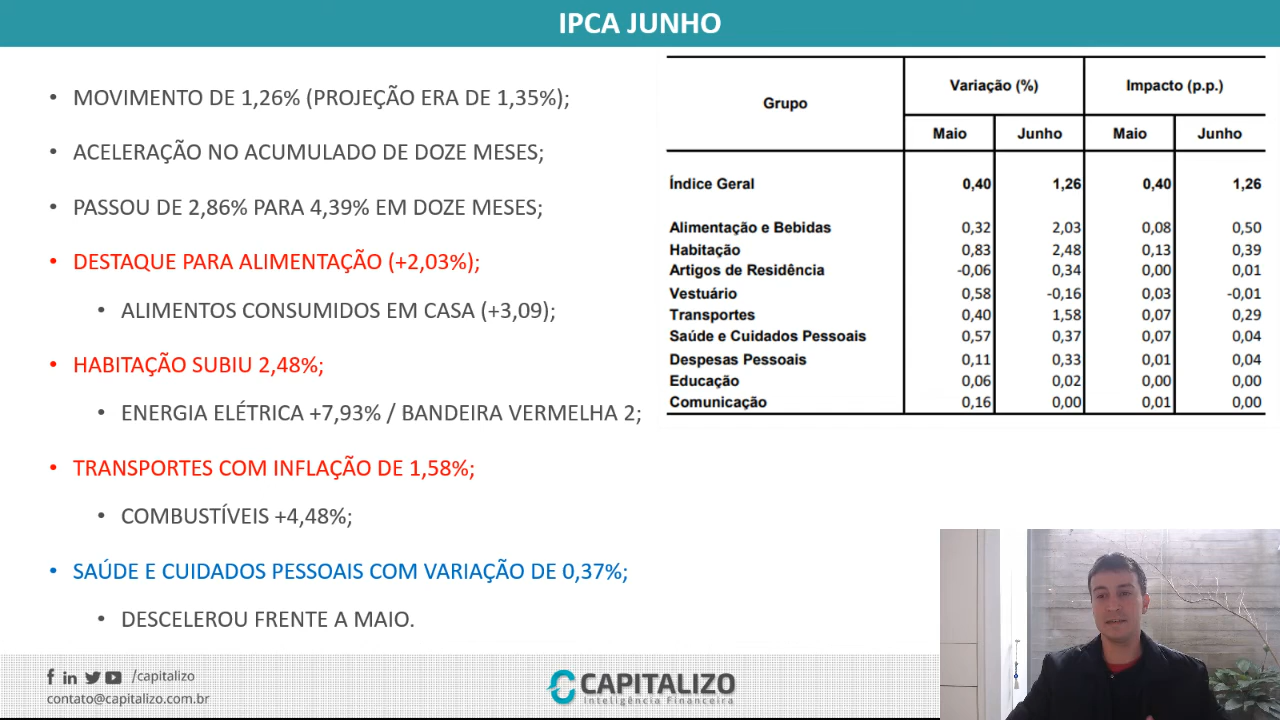 IPCA JUNHO
• MOVIMENTO DE 1,26% (PROJEÇÃO ERA DE 1,35%);
• ACELERAÇÃO NO ACUMULADO DE DOZE MESES;
• PASSOU DE 2,86% PARA 4,39% EM DOZE MESES;
• DESTAQUE PARA ALIMENTAÇÃO (+2,03%);
• ALIMENTOS CONSUMIDOS EM CASA (+3,09);
• HABITAÇÃO SUBIU 2,48%;
• ENERGIA ELÉTRICA +7,93% / BANDEIRA VERMELHA 2;
• TRANSPORTES COM INFLAÇÃO DE 1,58%;
• COMBUSTÍVEIS +4,48%;
• SAÚDE E CUIDADOS PESSOAIS COM VARIAÇÃO DE 0,37%;
• DESCELEROU FRENTE A MAIO.
Grupo Variação (%) Impacto (p.p.)
Maio Junho Maio Junho
Índice Geral 0,40 1,26 0,40 1,26
Alimentação e Bebidas 0,32 2,03 0,08 0,50
Habitação 0,83 2,48 0,13 0,39
Artigos de Residência -0,06 0,34 0,00 0,01
Vestuário 0,58 -0,16 0,03 -0,01
Transportes 0,40 1,58 0,07 0,29
Saúde e Cuidados Pessoais 0,57 0,37 0,07 0,04
Despesas Pessoais 0,11 0,33 0,01 0,04
Educação 0,06 0,02 0,00 0,00
Comunicação 0,16 0,00 0,01 0,00
/capitalizo
contato@capitalizo.com.br
CAPITALIZO
Inteligência Financeira